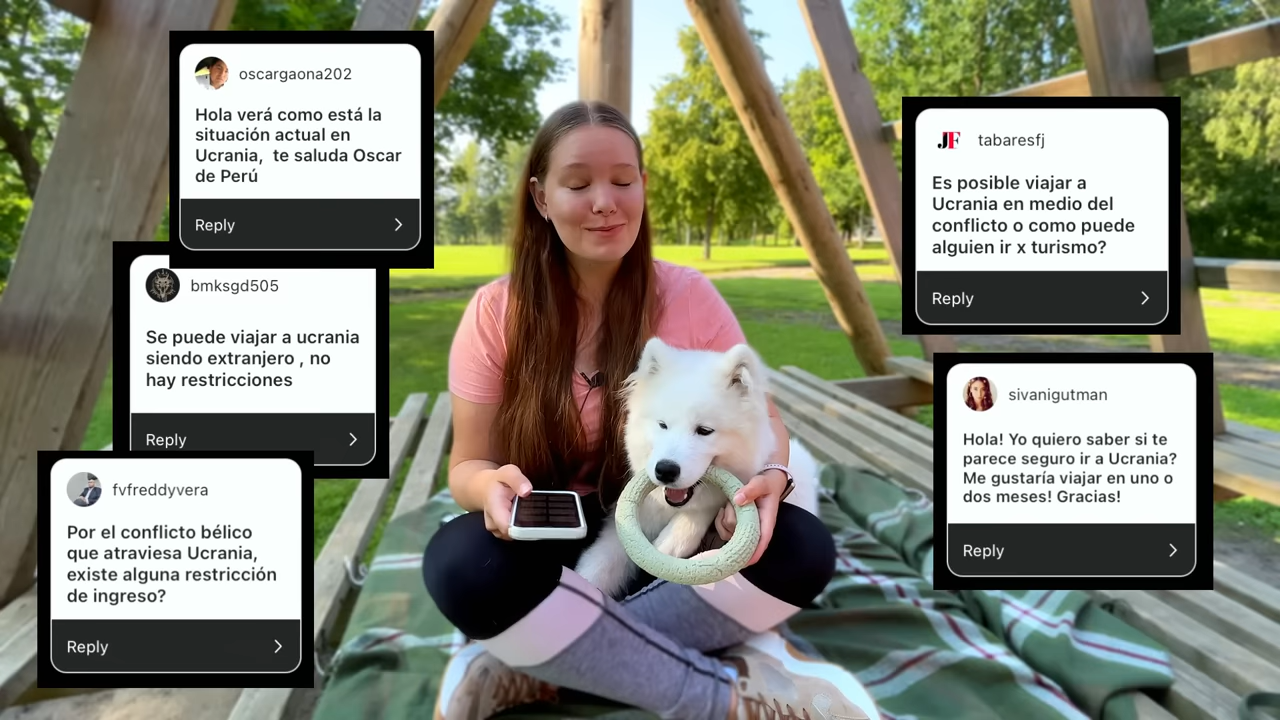 oscargaona202
Hola verá como está la
situación actual en
Ucrania,  te saluda Oscar
de Perú
Reply
bmksgd505
Se puede viajar a ucrania
siendo extranjero , no
hay restricciones
Reply
fvfreddyvera
Por el conflicto bélico
que atraviesa Ucrania,
existe alguna restricción
de ingreso?
Reply
JF
tabaresfj
Es posible viajar a
Ucrania en medio del
conflicto o como puede
alguien ir x turismo?
Reply
sivanigutman
Hola! Yo quiero saber si te
parece seguro ir a Ucrania?
Me gustaría viajar en uno o
dos meses! Gracias!
Reply